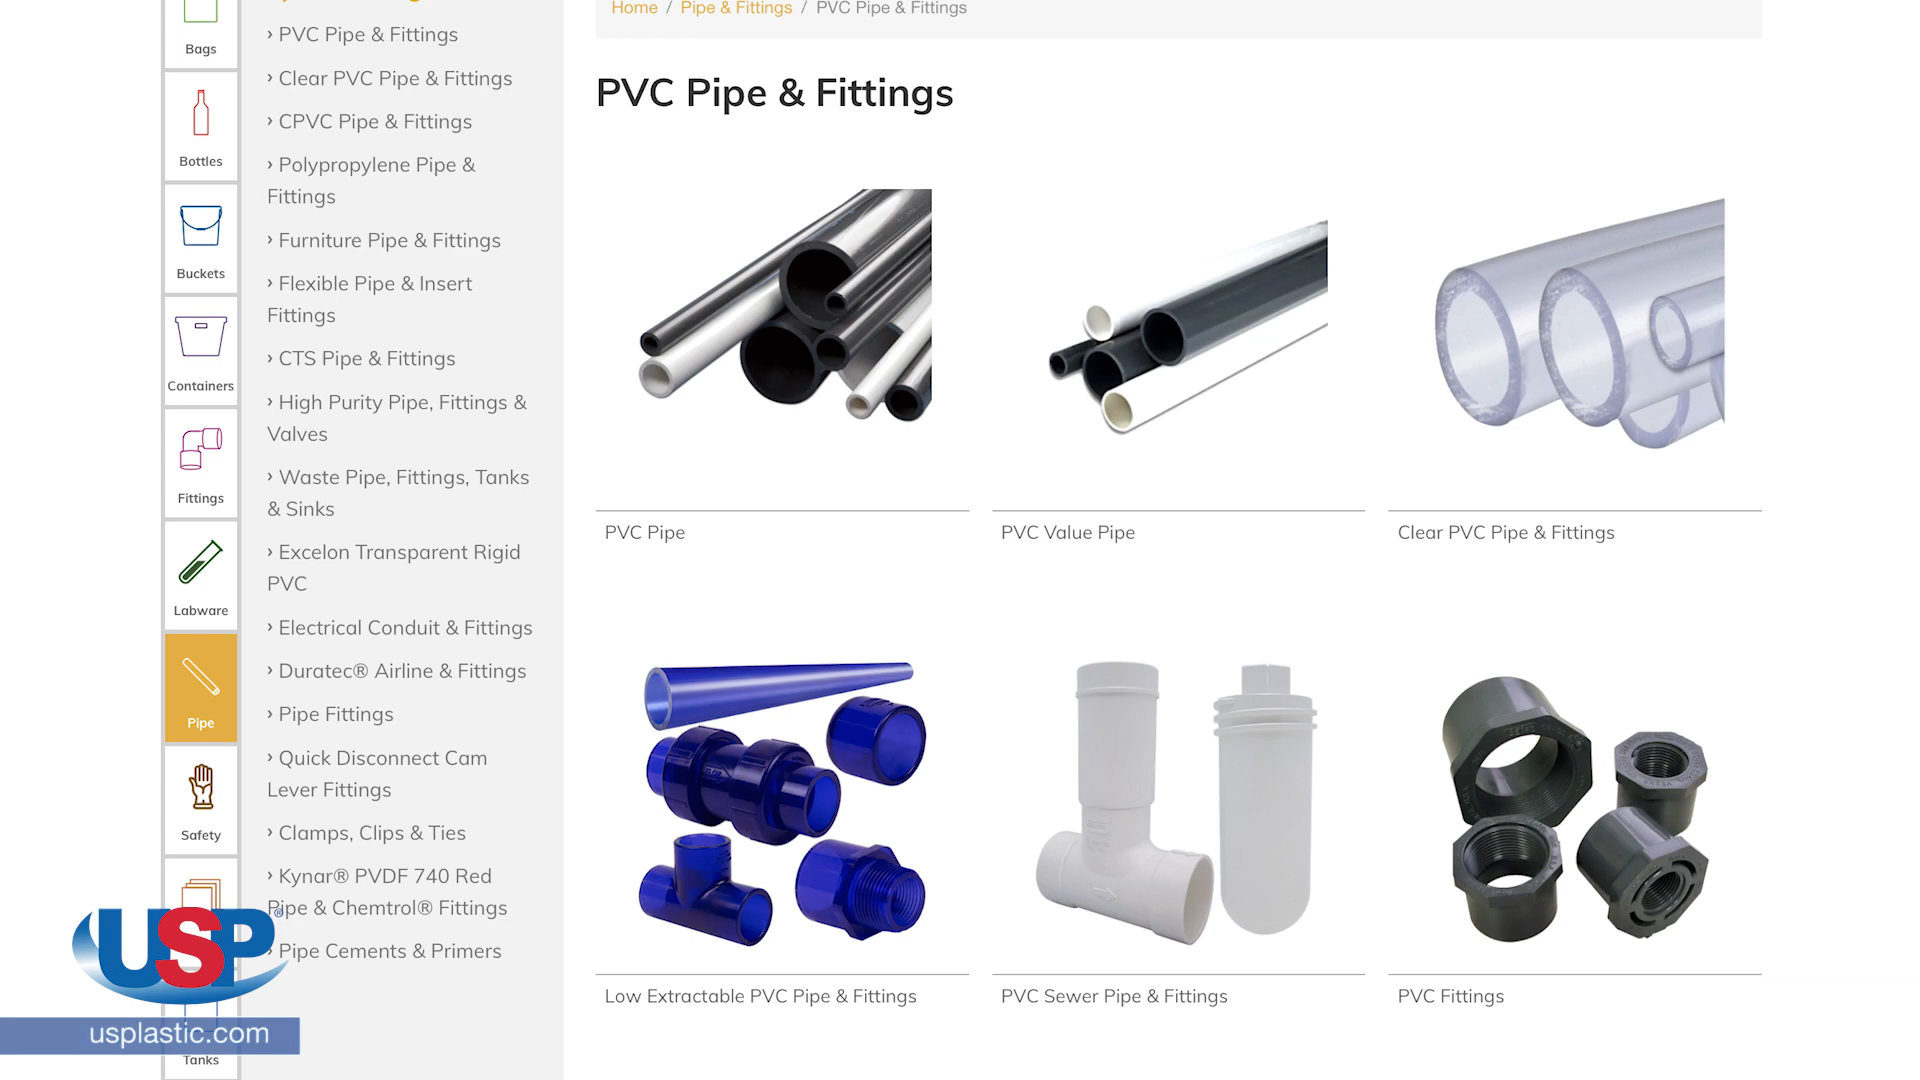 Home / Pipe & Fittings / PVC Pipe & Fittings
Bags
Bottles
Buckets
Containers
Fittings
Labware
Pipe
Safety
Tanks
› PVC Pipe & Fittings
› Clear PVC Pipe & Fittings
› CPVC Pipe & Fittings
› Polypropylene Pipe &
Fittings
› Furniture Pipe & Fittings
› Flexible Pipe & Insert
Fittings
› CTS Pipe & Fittings
› High Purity Pipe, Fittings &
Valves
› Waste Pipe, Fittings, Tanks
& Sinks
› Excelon Transparent Rigid
PVC
› Electrical Conduit & Fittings
› Duratec® Airline & Fittings
› Pipe Fittings
› Quick Disconnect Cam
Lever Fittings
› Clamps, Clips & Ties
› Kynar® PVDF 740 Red
Pipe & Chemtrol® Fittings
› Pipe Cements & Primers
PVC Pipe & Fittings
PVC Pipe
PVC Value Pipe
Clear PVC Pipe & Fittings
Low Extractable PVC Pipe & Fittings
PVC Sewer Pipe & Fittings
PVC Fittings
USP®
usplastic.com